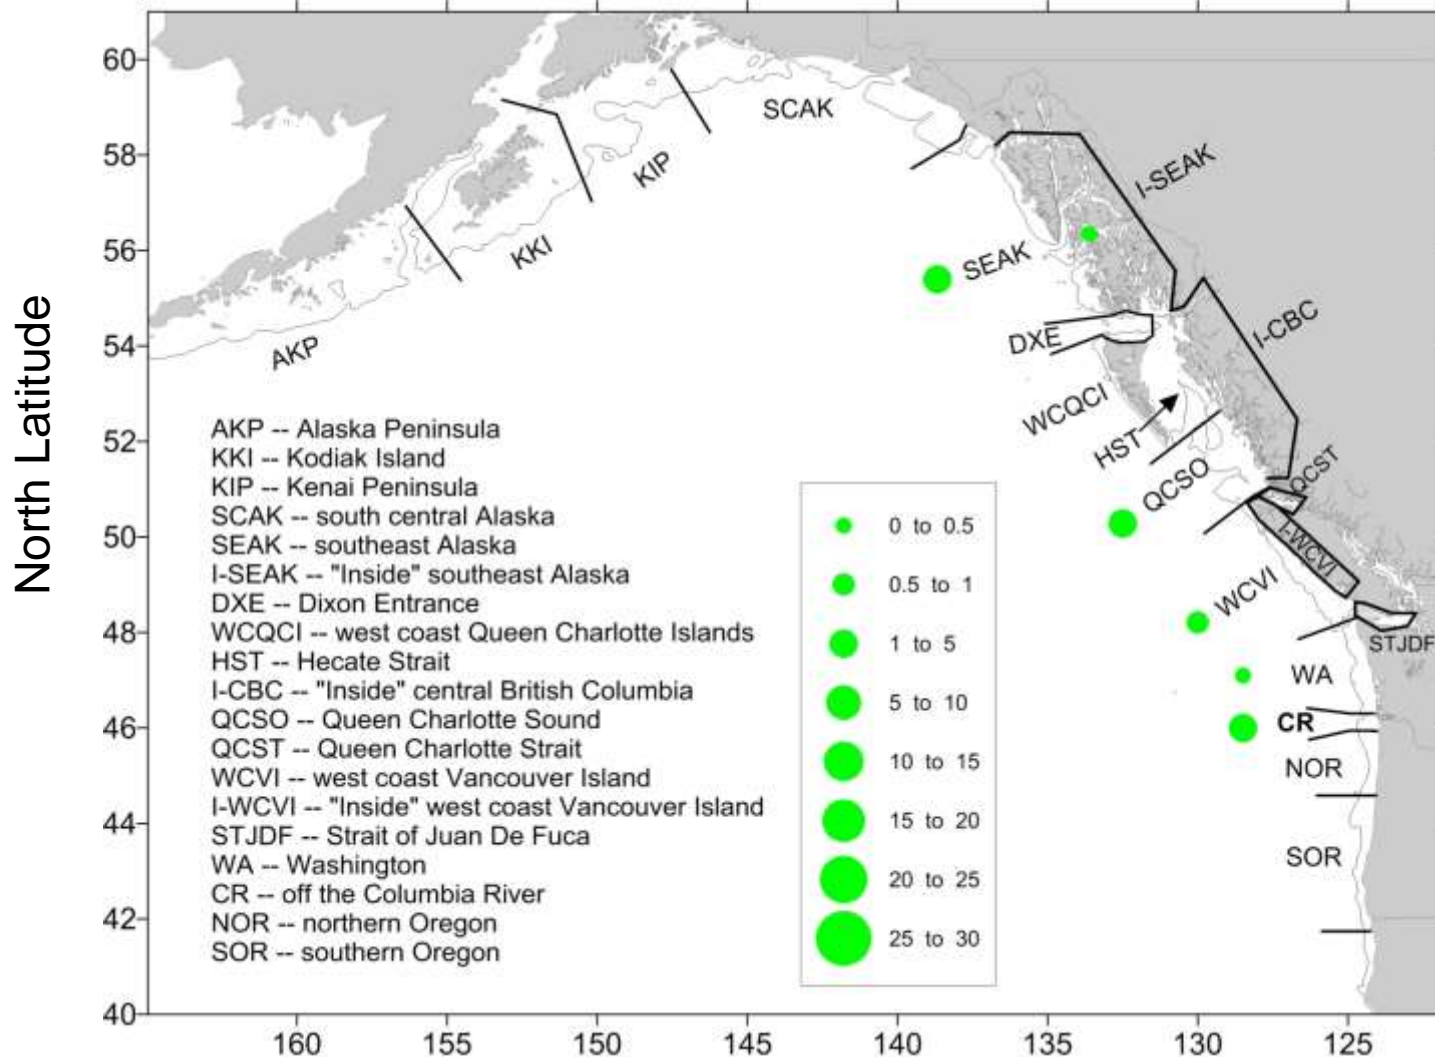 North Latitude
60
58
56
54
52
50
48
46
44
42
40
160
155
150
145
140
135
130
125
SCAK
KIP
KKI
AKP
I-SEAK
SEAK
DXE
I-CBC
WCQCI
HST
QCSO
QCST
I-WCVI
WCVI
STJDF
WA
CR
NOR
SOR
AKP -- Alaska Peninsula
KKI -- Kodiak Island
KIP -- Kenai Peninsula
SCAK -- south central Alaska
SEAK -- southeast Alaska
I-SEAK -- "Inside" southeast Alaska
DXE -- Dixon Entrance
WCQCI -- west coast Queen Charlotte Islands
HST -- Hecate Strait
I-CBC -- "Inside" central British Columbia
QCSO -- Queen Charlotte Sound
QCST -- Queen Charlotte Strait
WCVI -- west coast Vancouver Island
I-WCVI -- "Inside" west coast Vancouver Island
STJDF -- Strait of Juan De Fuca
WA -- Washington
CR -- off the Columbia River
NOR -- northern Oregon
SOR -- southern Oregon
0 to 0.5
0.5 to 1
1 to 5
5 to 10
10 to 15
15 to 20
20 to 25
25 to 30